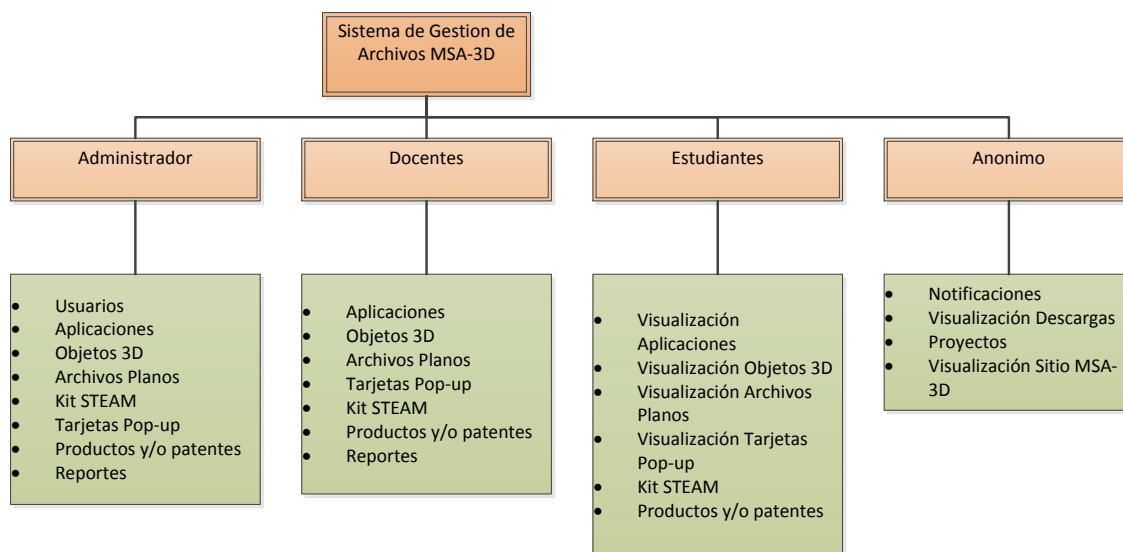 Sistema de Gestion de
Archivos MSA-3D
Administrador
Docentes
Estudiantes
Anonimo
● Usuarios
● Aplicaciones
● Objetos 3D
● Archivos Planos
● Kit STEAM
● Tarjetas Pop-up
● Productos y/o patentes
● Reportes
● Aplicaciones
● Objetos 3D
● Archivos Planos
● Tarjetas Pop-up
● Kit STEAM
● Productos y/o patentes
● Reportes
● Visualización
Aplicaciones
● Visualización Objetos 3D
● Visualización Archivos
Planos
● Visualización Tarjetas
Pop-up
● Kit STEAM
● Productos y/o patentes
● Notificaciones
● Visualización Descargas
● Proyectos
● Visualización Sitio MSA-
3D